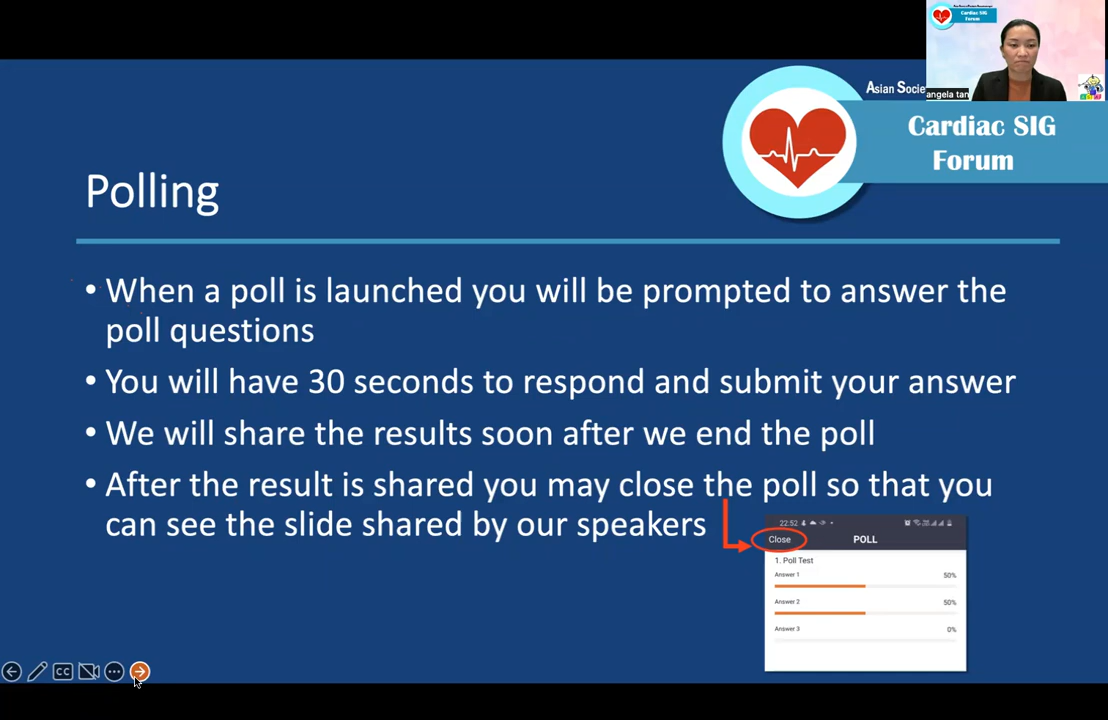 Cardiac SIG
Forum
Asian Socie
angela tan
Cardiac SIG
Forum
Polling
• When a poll is launched you will be prompted to answer the
poll questions
• You will have 30 seconds to respond and submit your answer
• We will share the results soon after we end the poll
• After the result is shared you may close the poll so that you
can see the slide shared by our speakers
22:52
Close POLL
1. Poll Test
Answer 1 50%
Answer 2 50%
Answer 3 0%
CC